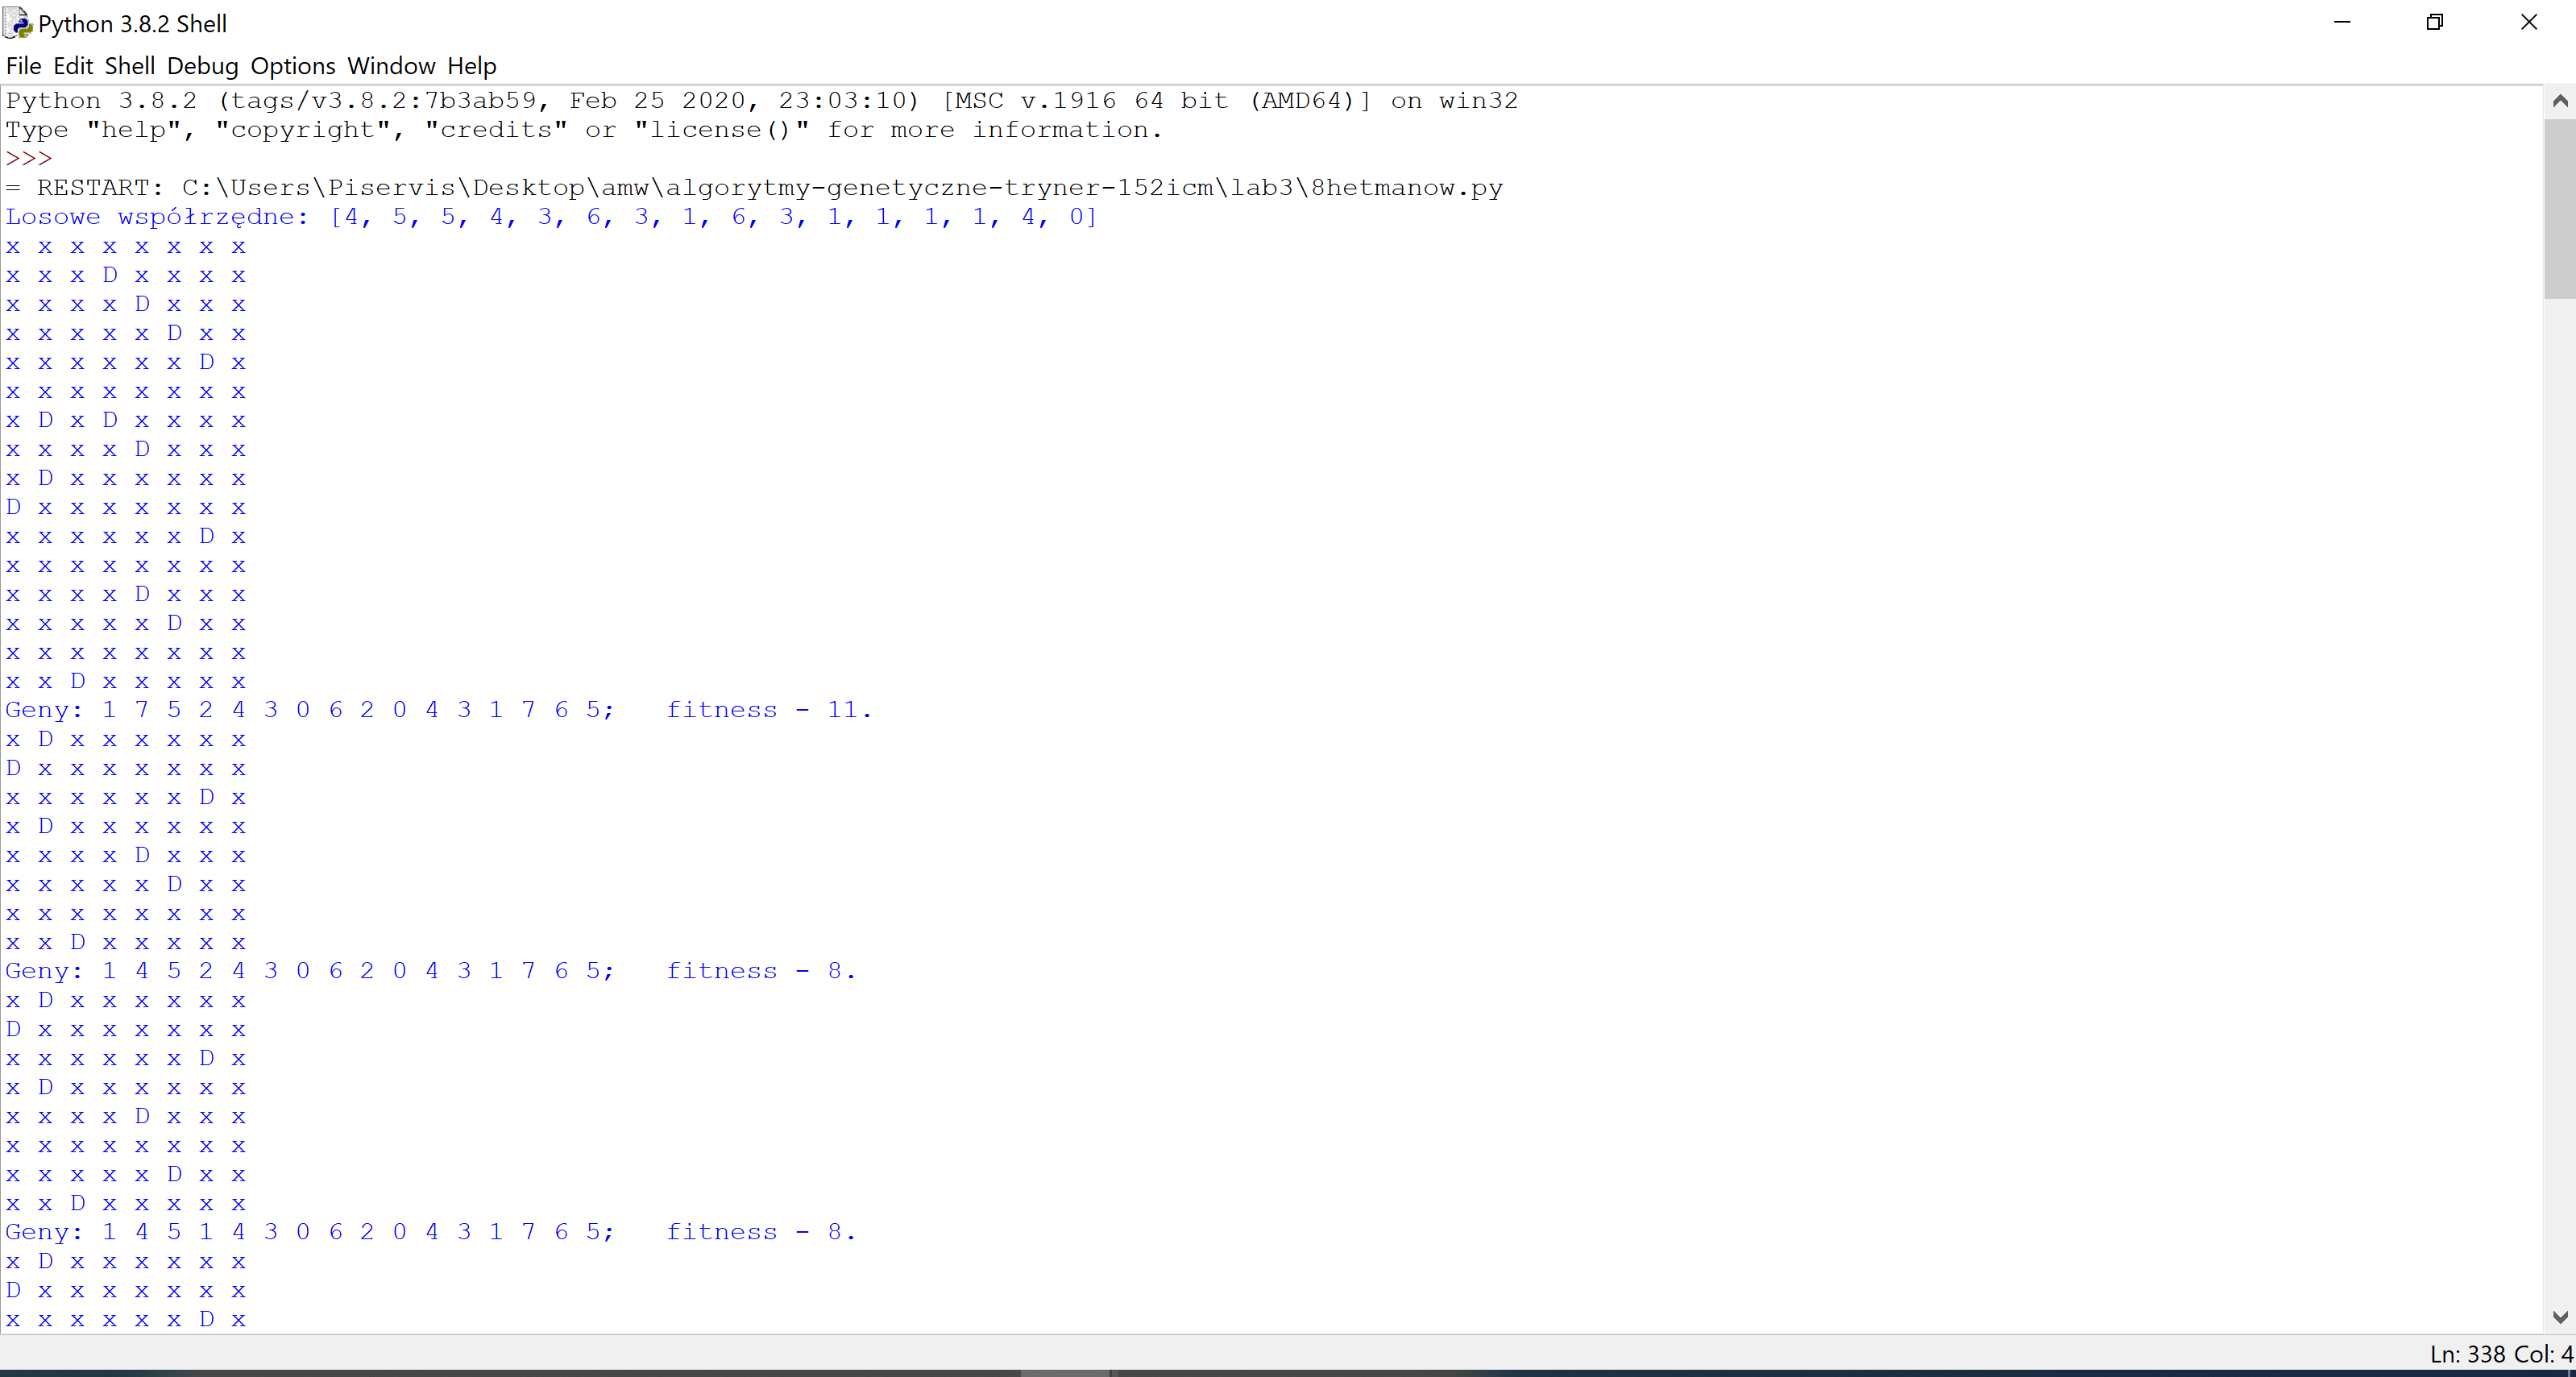 Python 3.8.2 Shell
File Edit Shell Debug Options Window Help
Python 3.8.2 (tags/v3.8.2:7b3ab59, Feb 25 2020, 23:03:10) [MSC v.1916 64 bit (AMD64)] on win32
Type "help", "copyright", "credits" or "license()" for more information.
>>>
= RESTART: C:\Users\Piservis\Desktop\amw\algorytmy-genetyczne-tryner-152icm\lab3\8hetmanow.py
Losowe współrzędne: [4, 5, 5, 4, 3, 6, 3, 1, 6, 3, 1, 1, 1, 1, 4, 0]
x x x x x x x x
x x x D x x x x
x x x x D x x x
x x x x x D x x
x x x x x x D x
x x x x x x x x
x D x D x x x x
x x x x D x x x
x D x x x x x x
D x x x x x x x
x x x x x x D x
x x x x x x x x
x x x x D x x x
x x x x x D x x
x x x x x x x x
x x D x x x x x
Geny: 1 7 5 2 4 3 0 6 2 0 4 3 1 7 6 5;   fitness - 11.
x D x x x x x x
D x x x x x x x
x x x x x x D x
x D x x x x x x
x x x x D x x x
x x x x x D x x
x x x x x x x x
x x D x x x x x
Geny: 1 4 5 2 4 3 0 6 2 0 4 3 1 7 6 5;   fitness - 8.
x D x x x x x x
D x x x x x x x
x x x x x x D x
x D x x x x x x
x x x x D x x x
x x x x x x x x
x x x x x D x x
x x D x x x x x
Geny: 1 4 5 1 4 3 0 6 2 0 4 3 1 7 6 5;   fitness - 8.
x D x x x x x x
D x x x x x x x
x x x x x x D x
Ln: 338 Col: 4